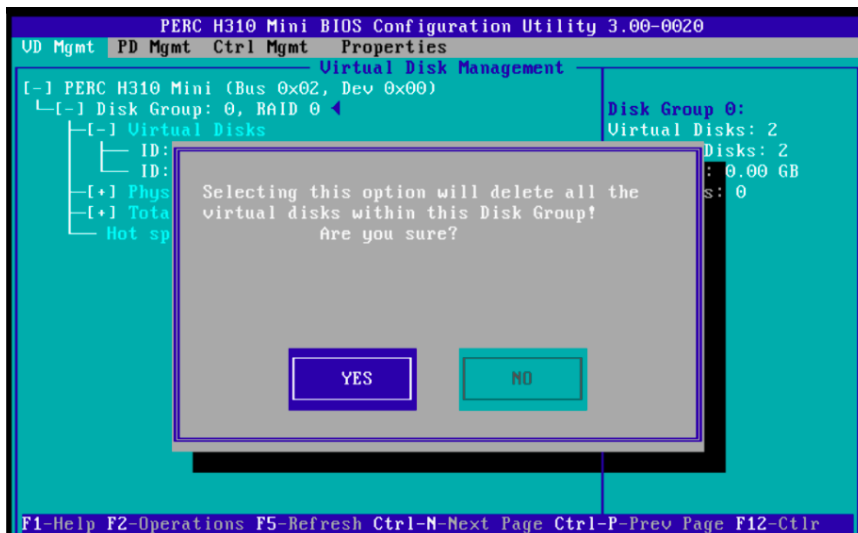 PERC H310 Mini BIOS Configuration Utility 3.00-0020
VD Mgmt PD Mgmt Ctrl Mgmt Properties
Virtual Disk Management
[-] PERC H310 Mini (Bus 0x02, Dev 0x00)
[-] Disk Group: 0, RAID 0
[-] Virtual Disks
ID:
ID:
[+] Phys
[+] Tota
Hot sp
Disk Group 0:
Virtual Disks: 2
Disks: 2
: 0.00 GB
s: 0
Selecting this option will delete all the
virtual disks within this Disk Group!
Are you sure?
YES
NO
F1-Help F2-Operations F5-Refresh Ctrl-N-Next Page Ctrl-P-Prev Page F12-Ctlr